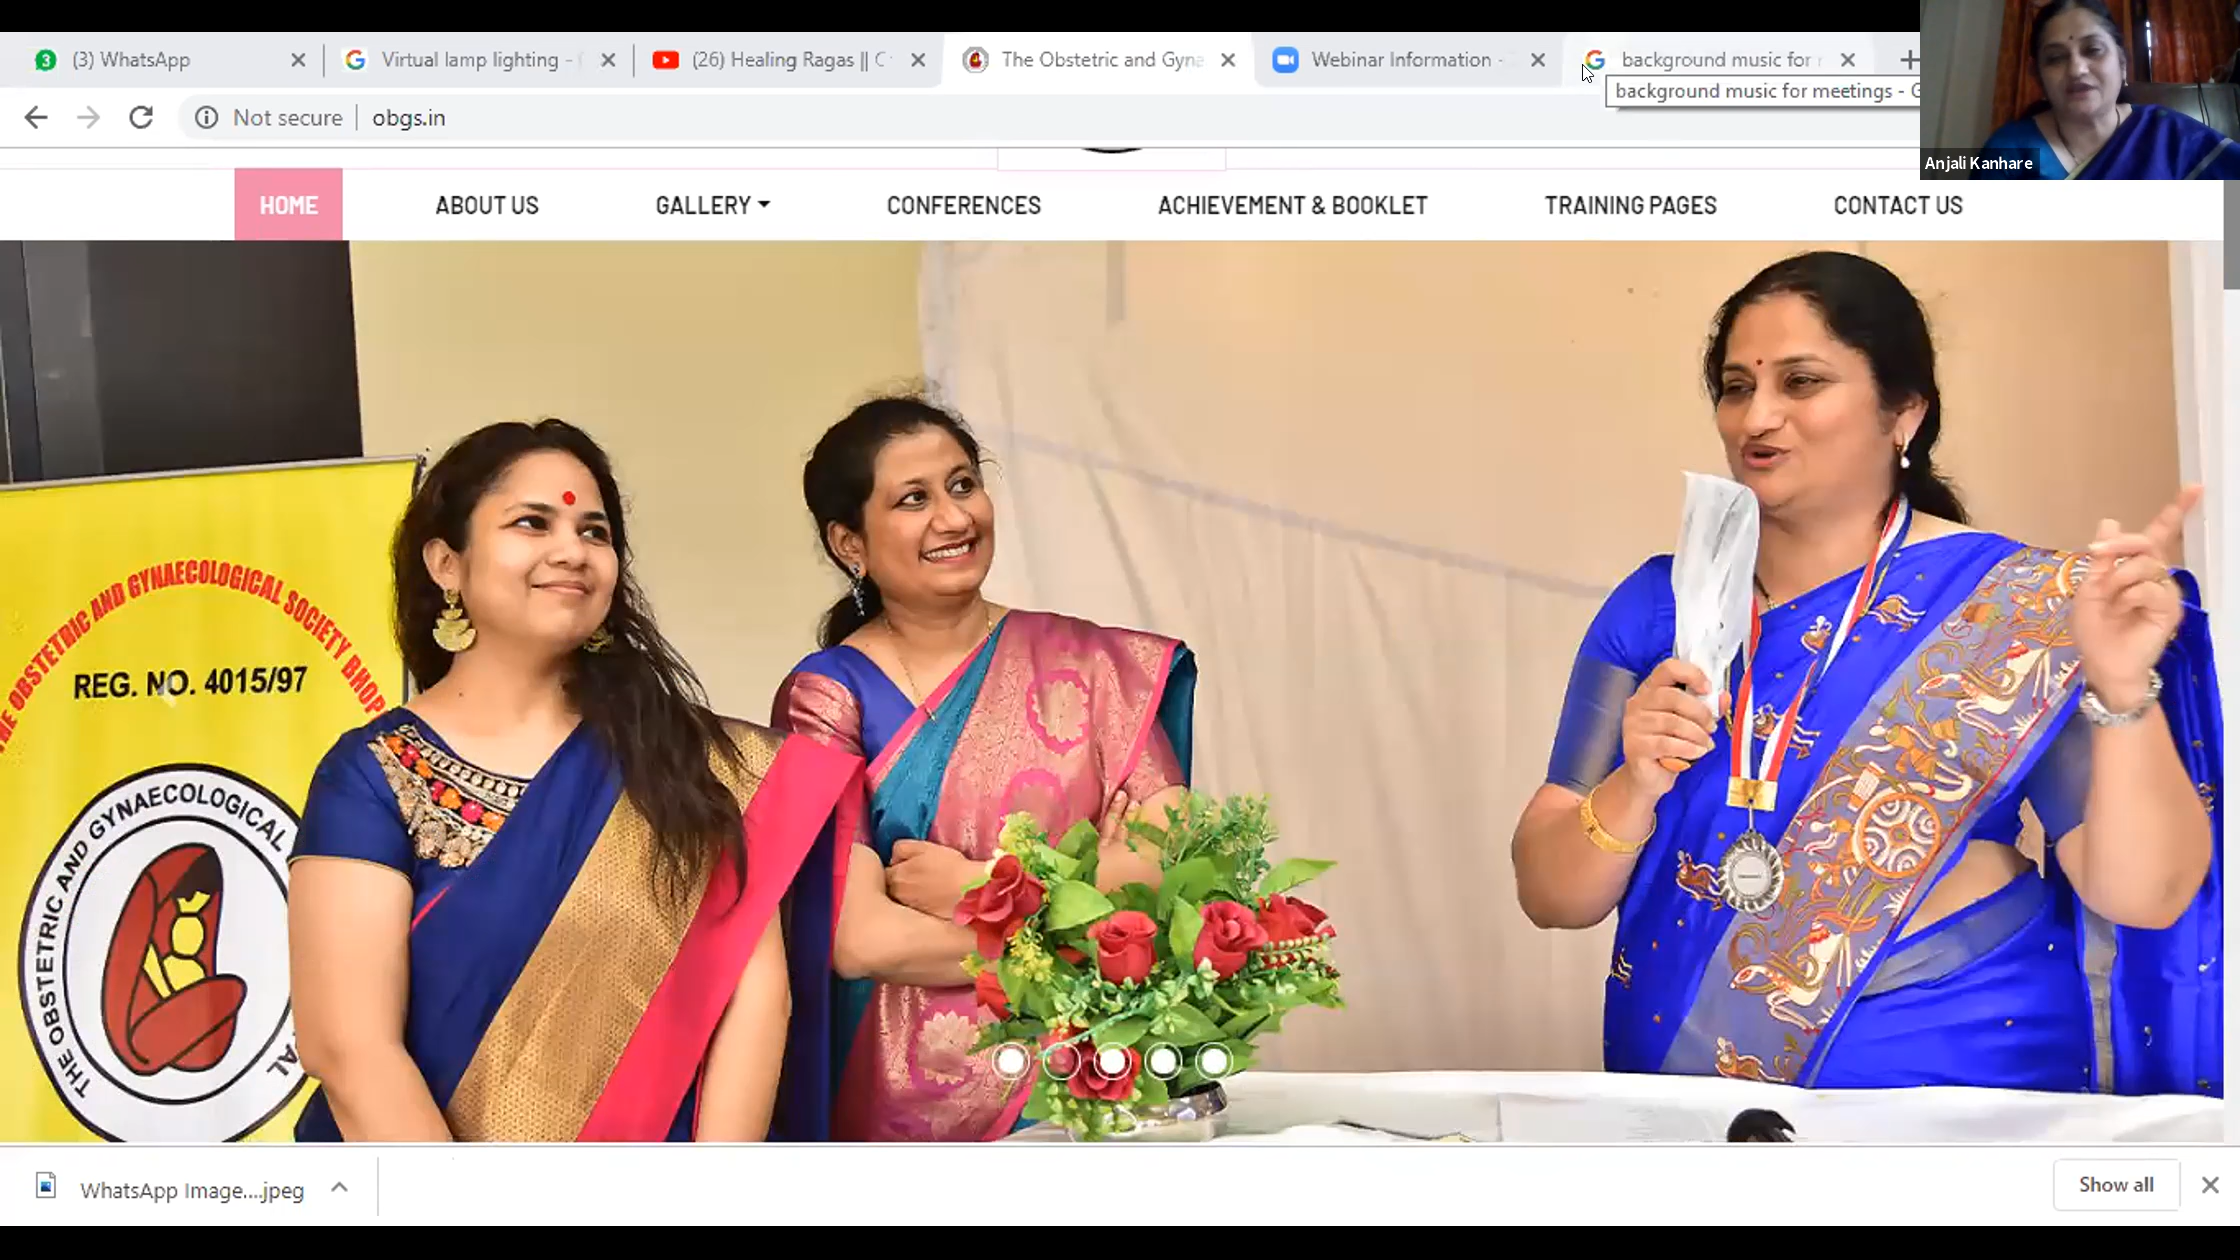 (3) WhatsApp
Virtual lamp lighting -
(26) Healing Ragas ||
The Obstetric and Gyna
Webinar Information -
background music for
background music for meetings - G
Not secure
obgs.in
Anjali Kanhare
HOME
ABOUT US
GALLERY
CONFERENCES
ACHIEVEMENT & BOOKLET
TRAINING PAGES
CONTACT US
THE OBSTETRIC AND GYNAECOLOGICAL SOCIETY BHOP
REG. NO. 4015/97
THE OBSTETRIC AND GYNAECOLOGICAL
WhatsApp Image....jpeg
Show all